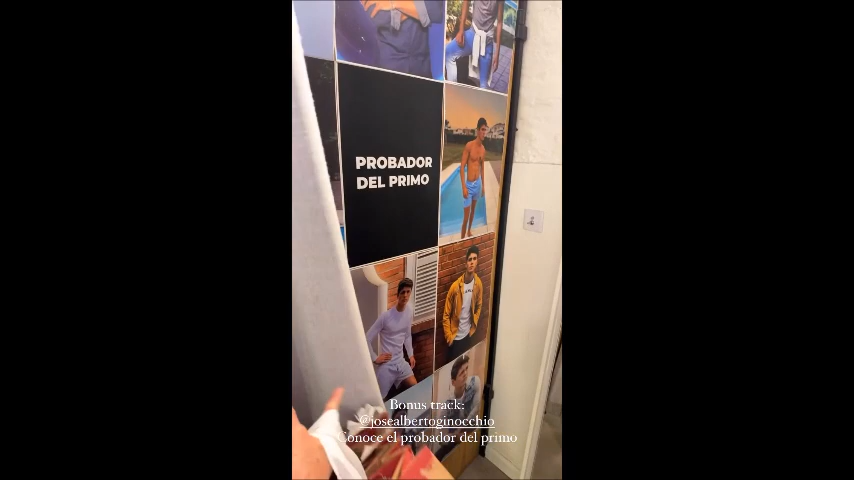 PROBADOR
DEL PRIMO
Bonus track:
@josealbertoginocchio
Conoce el probador del primo